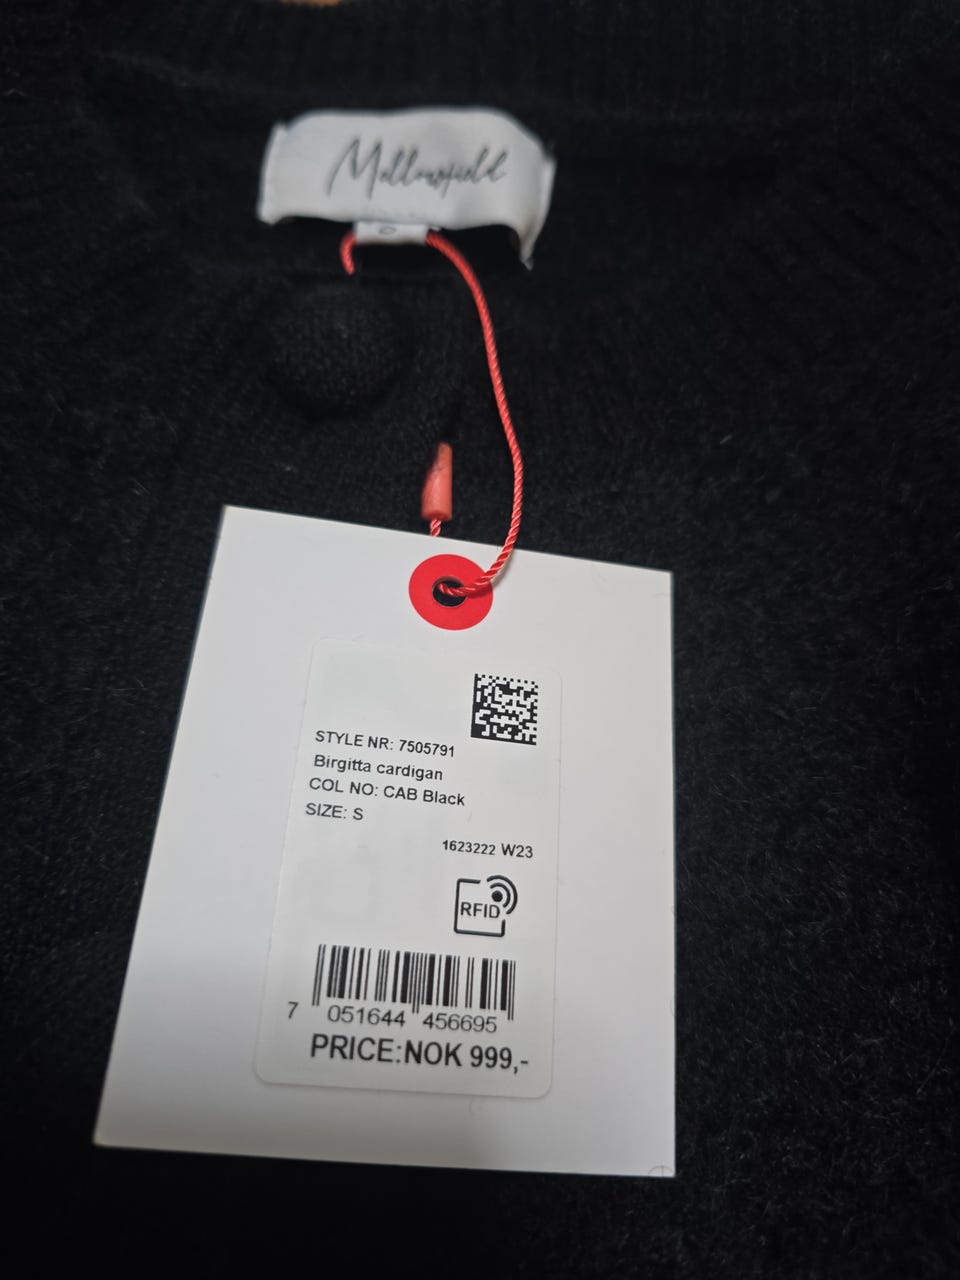 Mellowfield
STYLE NR: 7505791
Birgitta cardigan
COL NO: CAB Black
SIZE: S
1623222 W23
RFID
7 051644 456695
PRICE:NOK 999,-